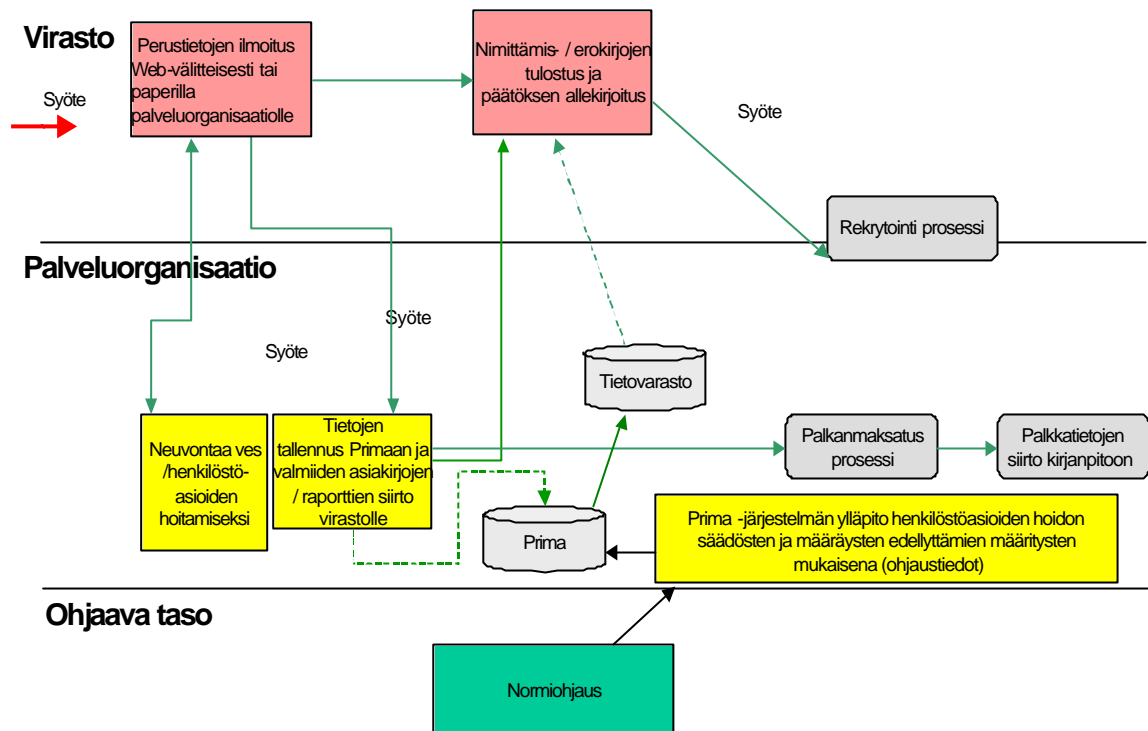 Virasto
Perustietojen ilmoitus
Web-välitteisesti tai
paperilla
palveluorganisaatiolle
Nimittämis- / erokirjojen
tulostus ja
päätöksen allekirjoitus
Syöte
Syöte
Rekrytointi prosessi
Palveluorganisaatio
Syöte
Syöte
Tietovarasto
Neuvontaa ves
/henkilöstö-
asioiden
hoitamiseksi
Tietojen
tallennus Primaan ja
valmiiden asiakirjojen
/ raporttien siirto
virastolle
Palkanmaksatus
prosessi
Palkkatietojen
siirto kirjanpitoon
Prima
Prima -järjestelmän ylläpito henkilöstöasioiden hoidon
säädösten ja määräysten edellyttämien määritysten
mukaisena (ohjaustiedot)
Ohjaava taso
Normiohjaus